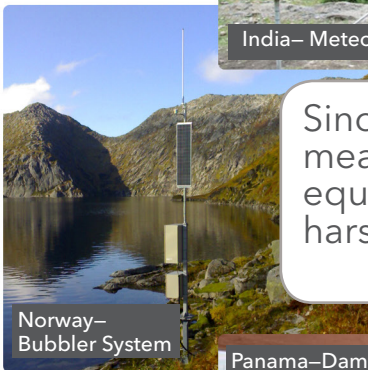 India– Meteo
Sinc
mea
equ
hars
Norway–
Bubbler System
Panama–Dam